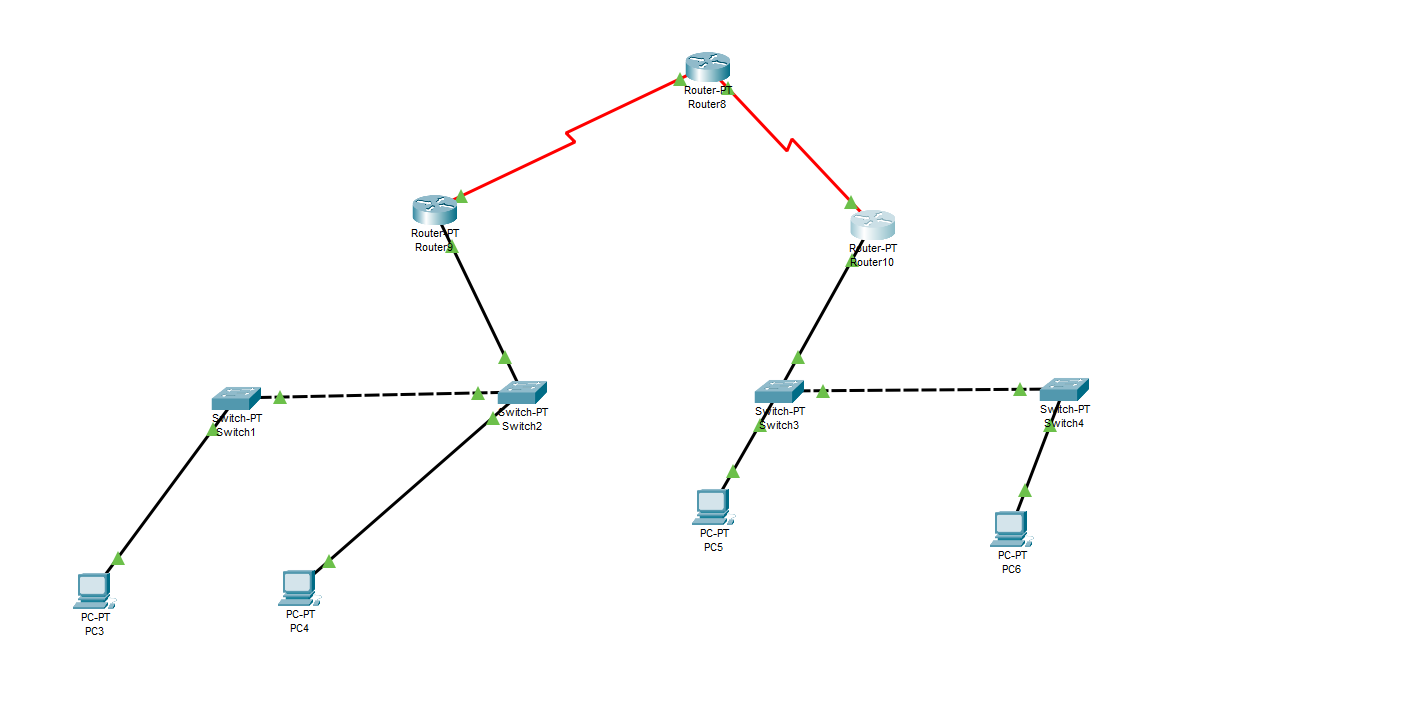 Router-PT
Router8
Router-PT
Router9
Router-PT
Router10
Switch-PT
Switch1
Switch-PT
Switch2
Switch-PT
Switch3
Switch-PT
Switch4
PC-PT
PC5
PC-PT
PC6
PC-PT
PC3
PC-PT
PC4